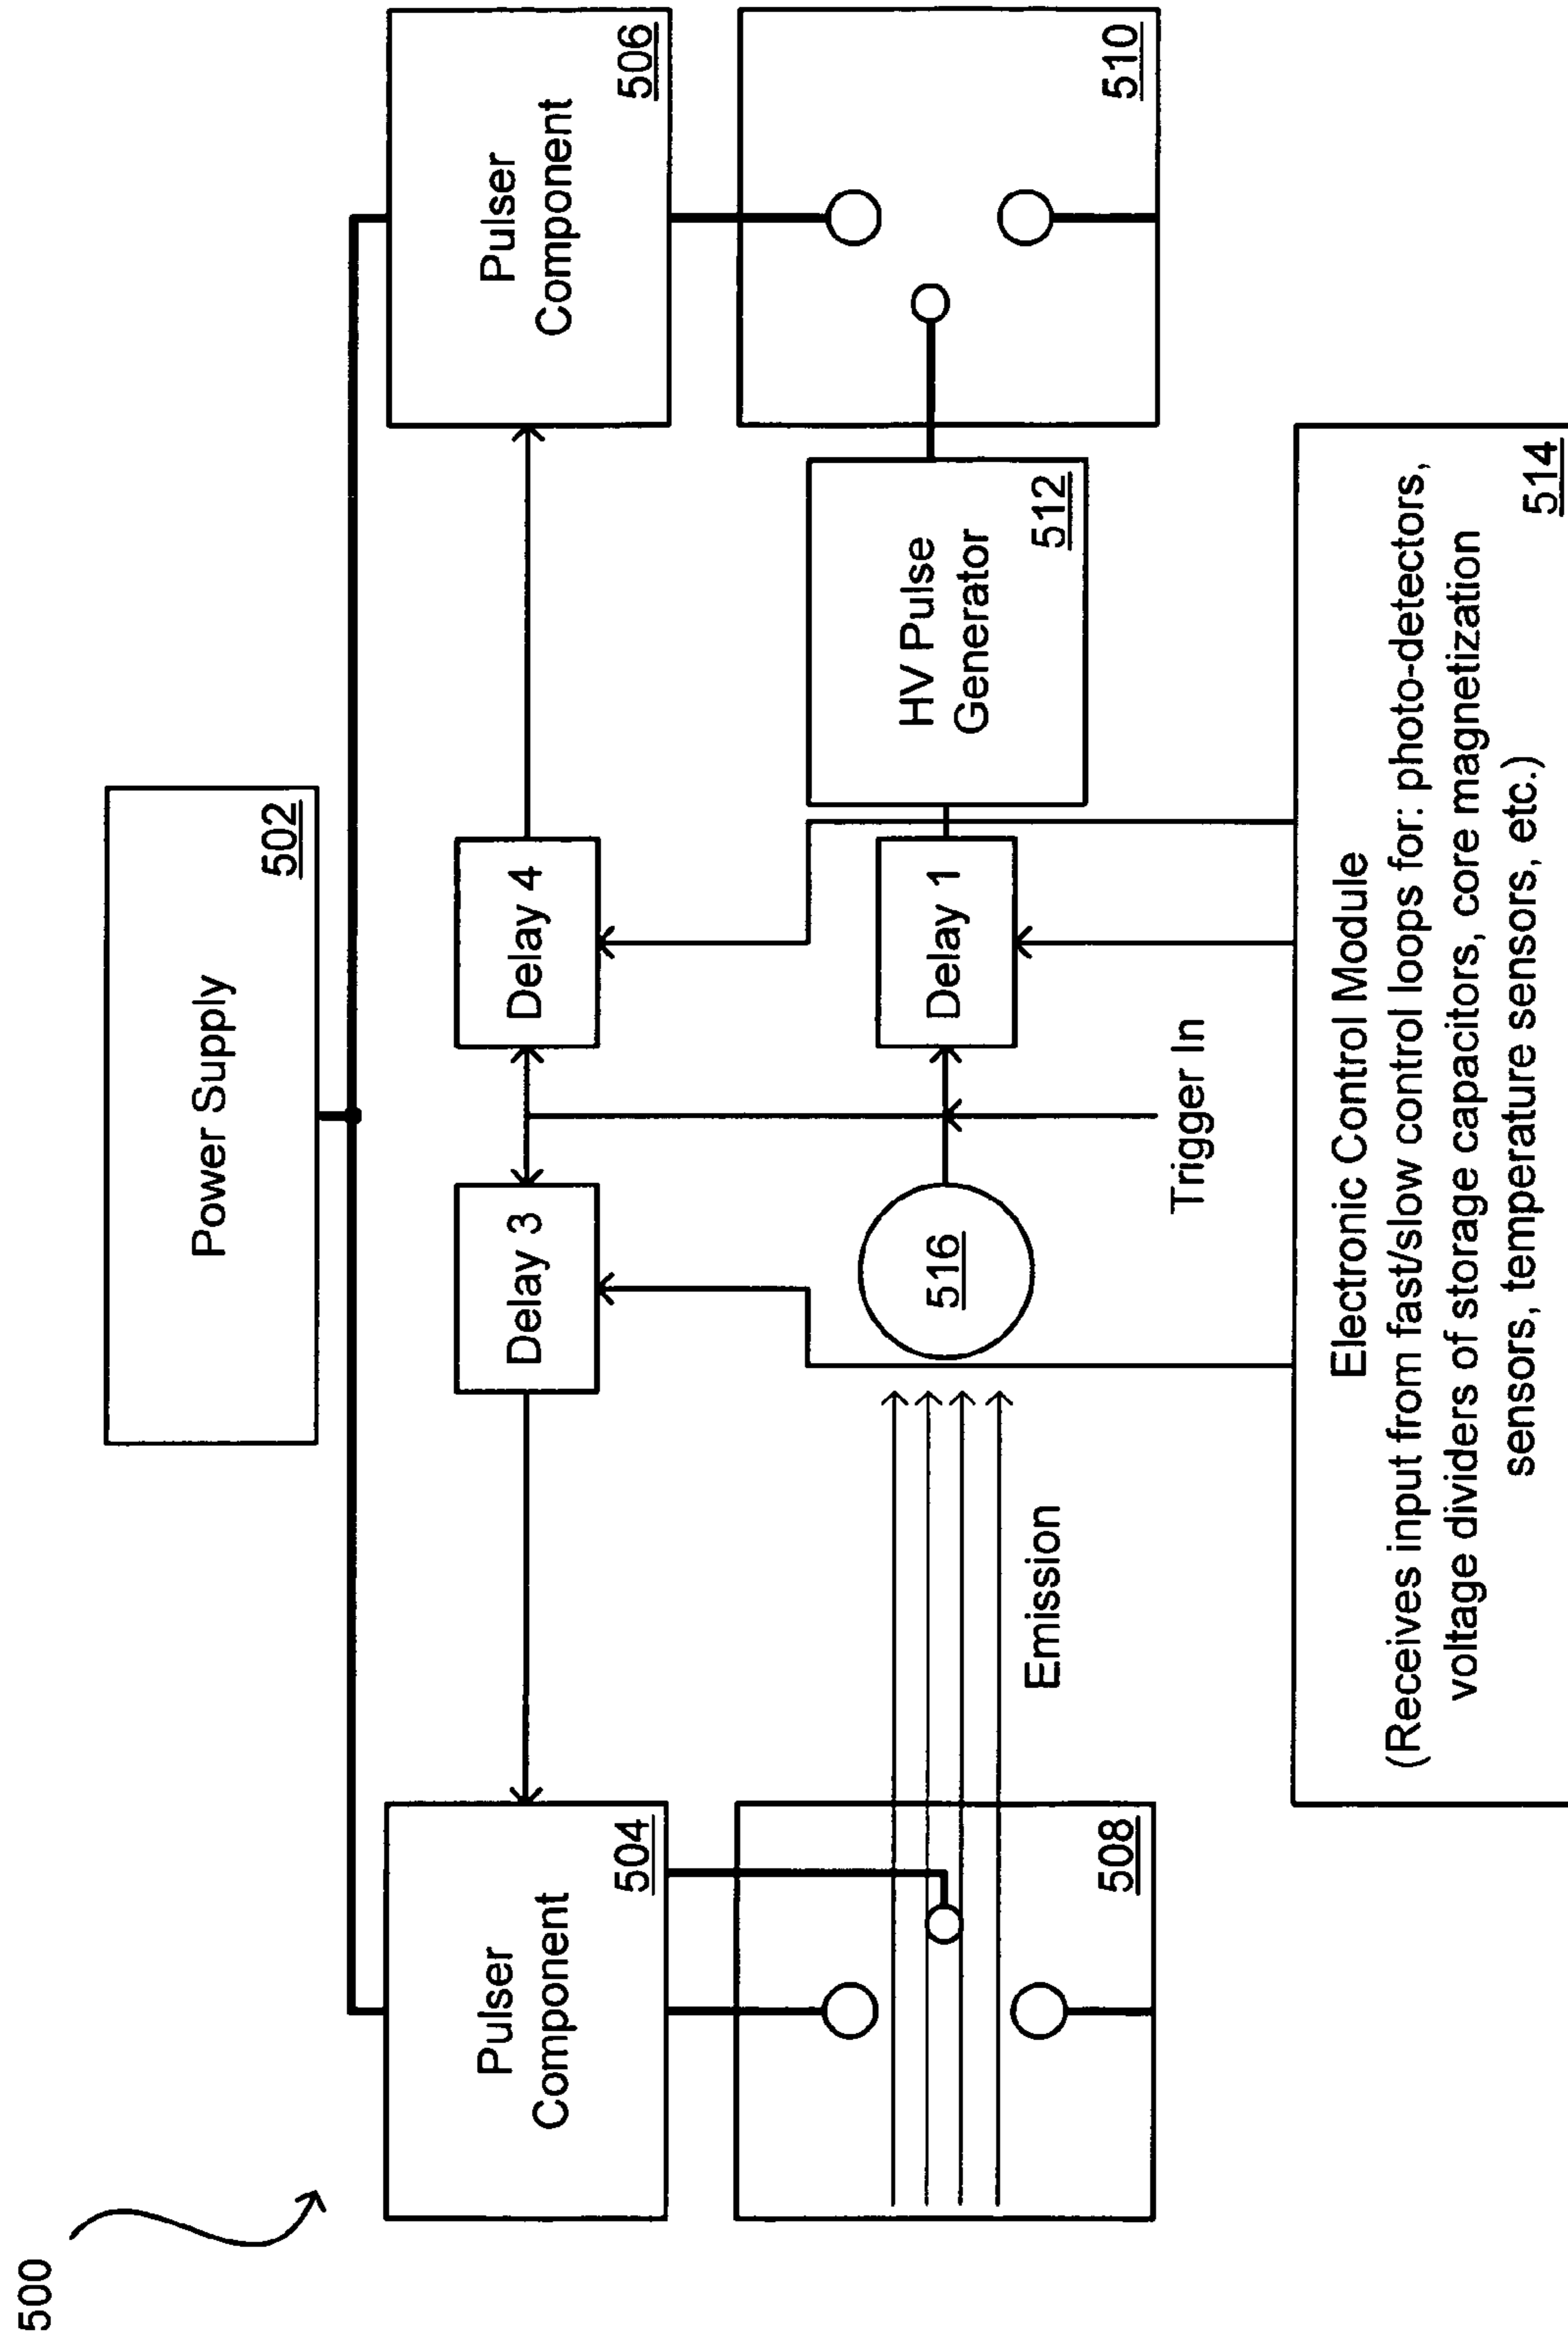 500
Power Supply
502
Pulser
Component
504
Delay 3
Delay 4
Pulser
Component
506
508
Emission
516
Trigger In
Delay 1
HV Pulse
Generator
512
510
Electronic Control Module
(Receives input from fast/slow control loops for: photo-detectors,
voltage dividers of storage capacitors, core magnetization
sensors, temperature sensors, etc.)
514